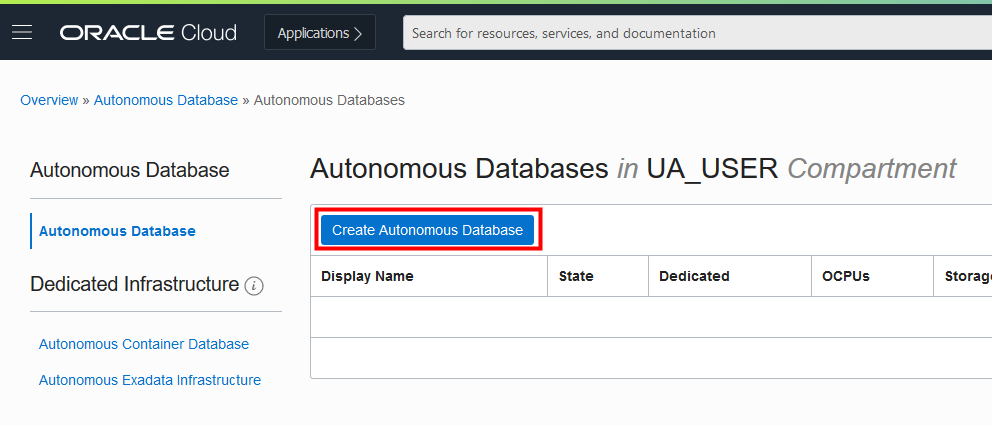 ORACLE Cloud
Applications
Search for resources, services, and documentation
Overview » Autonomous Database » Autonomous Databases
Autonomous Database
Autonomous Database
Dedicated Infrastructure i
Autonomous Container Database
Autonomous Exadata Infrastructure
Autonomous Databases in UA_USER Compartment
Create Autonomous Database
Display Name State Dedicated OCPUs Storag